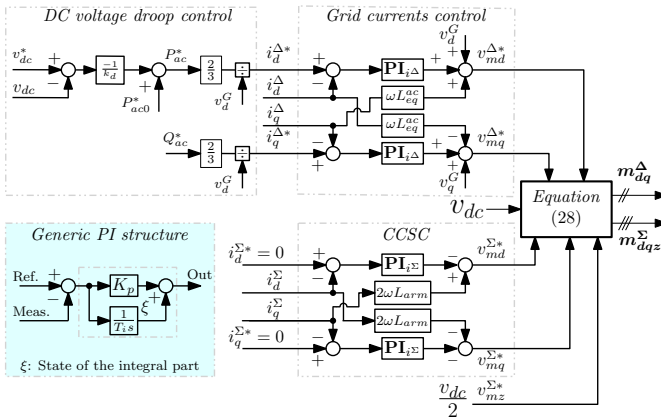 DC voltage droop control
v*dc
+
−
vdc
−1/kd
+
+
P*ac
P*ac0
2/3
÷
vGd
Q*ac
2/3
÷
vGd
Grid currents control
iΔ*d
iΔd
iΔq
iΔ*q
+
−
−
+
PIiΔ
ωLaceq
ωLaceq
PIiΔ
vGd
+
+
+
vΔ*md
−
+
+
vΔ*mq
vGq
vdc
Equation
(28)
mΔdq
mΣdqz
Generic PI structure
Ref.
+
−
Meas.
Kp
1/Tis
ξ
+
+
Out
ξ: State of the integral part
CCSC
iΣ*d = 0
iΣd
iΣq
iΣ*q = 0
+
−
−
+
PIiΣ
2ωLarm
2ωLarm
PIiΣ
−
+
vΣ*md
−
−
vΣ*mq
vdc/2
vΣ*mz